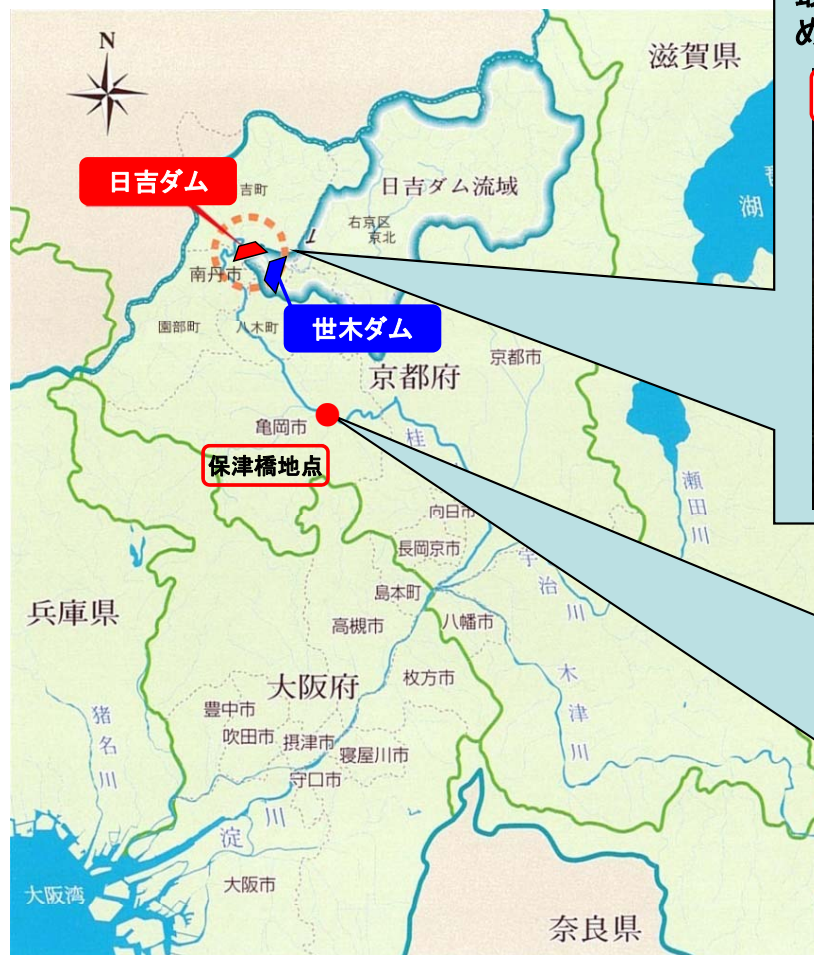 め
N
滋賀県
日吉ダム
吉町
日吉ダム流域
湖
右京区
京北
南丹市
園部町
八木町
世木ダム
京都市
京都府
亀岡市
桂
保津橋地点
瀬田川
向日市
長岡京市
宇治川
島本町
兵庫県
高槻市
八幡市
枚方市
木津川
大阪府
豊中市
猪名川
吹田市
摂津市
寝屋川市
守口市
淀川
大阪湾
大阪市
奈良県